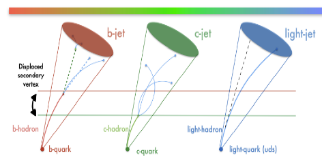 b-jet
c-jet
light-jet
Displaced
secondary
vertex
b-hadron
c-hadron
light-hadron
b-quark
c-quark
light-quark (uds)